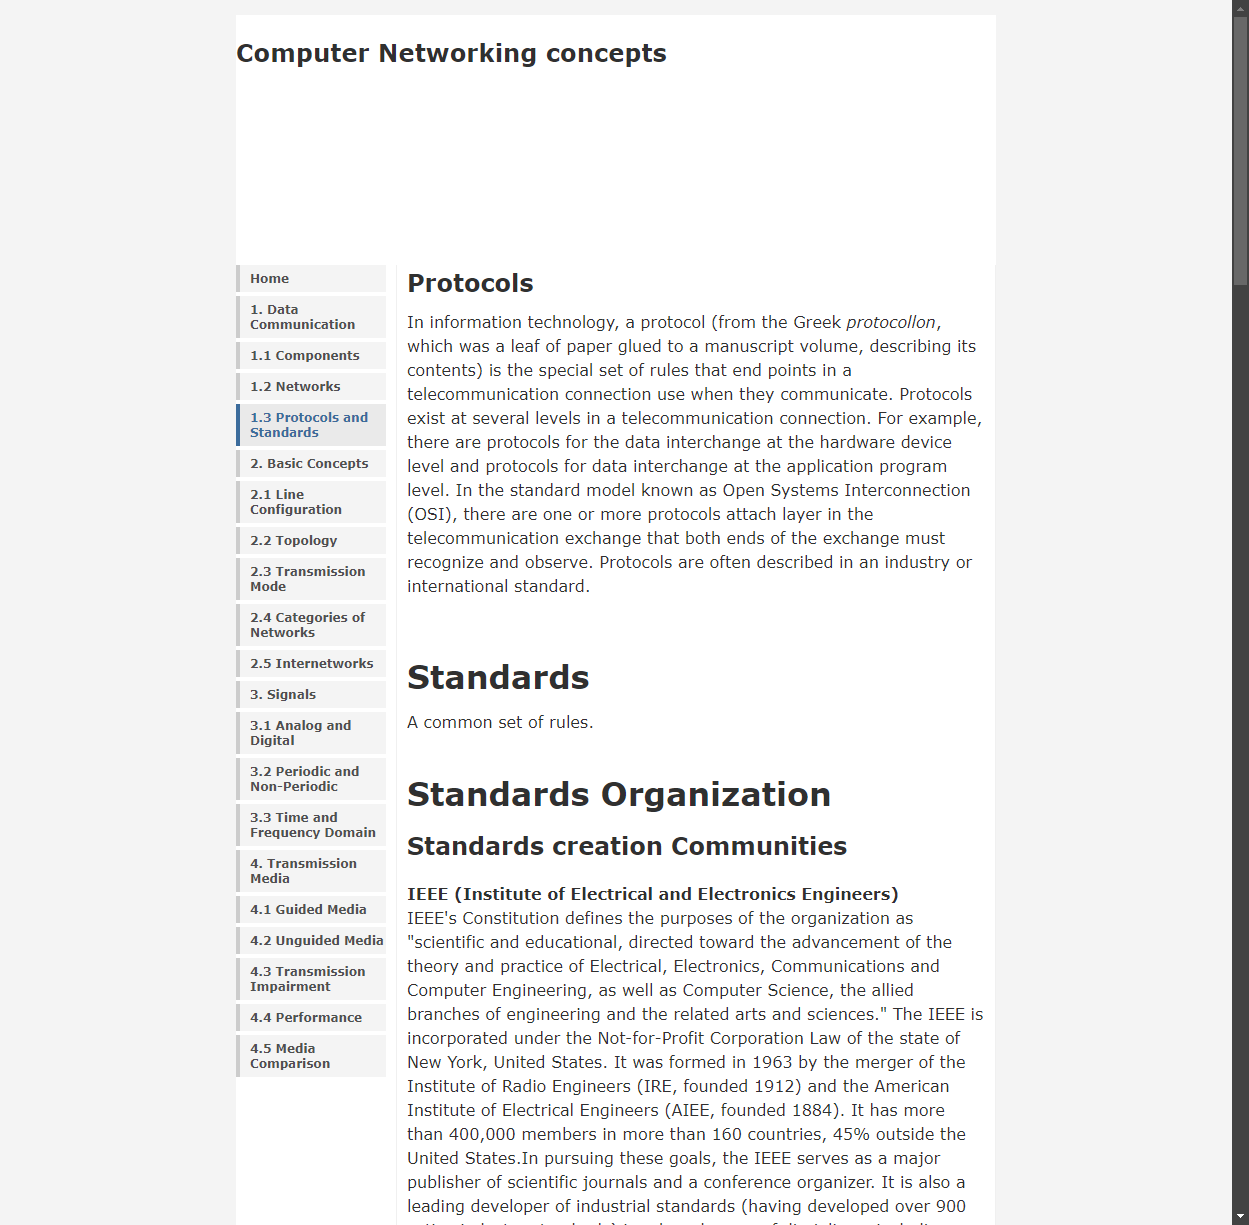 Computer Networking concepts
Home
1. Data
Communication
1.1 Components
1.2 Networks
1.3 Protocols and
Standards
2. Basic Concepts
2.1 Line
Configuration
2.2 Topology
2.3 Transmission
Mode
2.4 Categories of
Networks
2.5 Internetworks
3. Signals
3.1 Analog and
Digital
3.2 Periodic and
Non-Periodic
3.3 Time and
Frequency Domain
4. Transmission
Media
4.1 Guided Media
4.2 Unguided Media
4.3 Transmission
Impairment
4.4 Performance
4.5 Media
Comparison
Protocols
In information technology, a protocol (from the Greek protocollon,
which was a leaf of paper glued to a manuscript volume, describing its
contents) is the special set of rules that end points in a
telecommunication connection use when they communicate. Protocols
exist at several levels in a telecommunication connection. For example,
there are protocols for the data interchange at the hardware device
level and protocols for data interchange at the application program
level. In the standard model known as Open Systems Interconnection
(OSI), there are one or more protocols attach layer in the
telecommunication exchange that both ends of the exchange must
recognize and observe. Protocols are often described in an industry or
international standard.
Standards
A common set of rules.
Standards Organization
Standards creation Communities
IEEE (Institute of Electrical and Electronics Engineers)
IEEE's Constitution defines the purposes of the organization as
"scientific and educational, directed toward the advancement of the
theory and practice of Electrical, Electronics, Communications and
Computer Engineering, as well as Computer Science, the allied
branches of engineering and the related arts and sciences." The IEEE is
incorporated under the Not-for-Profit Corporation Law of the state of
New York, United States. It was formed in 1963 by the merger of the
Institute of Radio Engineers (IRE, founded 1912) and the American
Institute of Electrical Engineers (AIEE, founded 1884). It has more
than 400,000 members in more than 160 countries, 45% outside the
United States.In pursuing these goals, the IEEE serves as a major
publisher of scientific journals and a conference organizer. It is also a
leading developer of industrial standards (having developed over 900